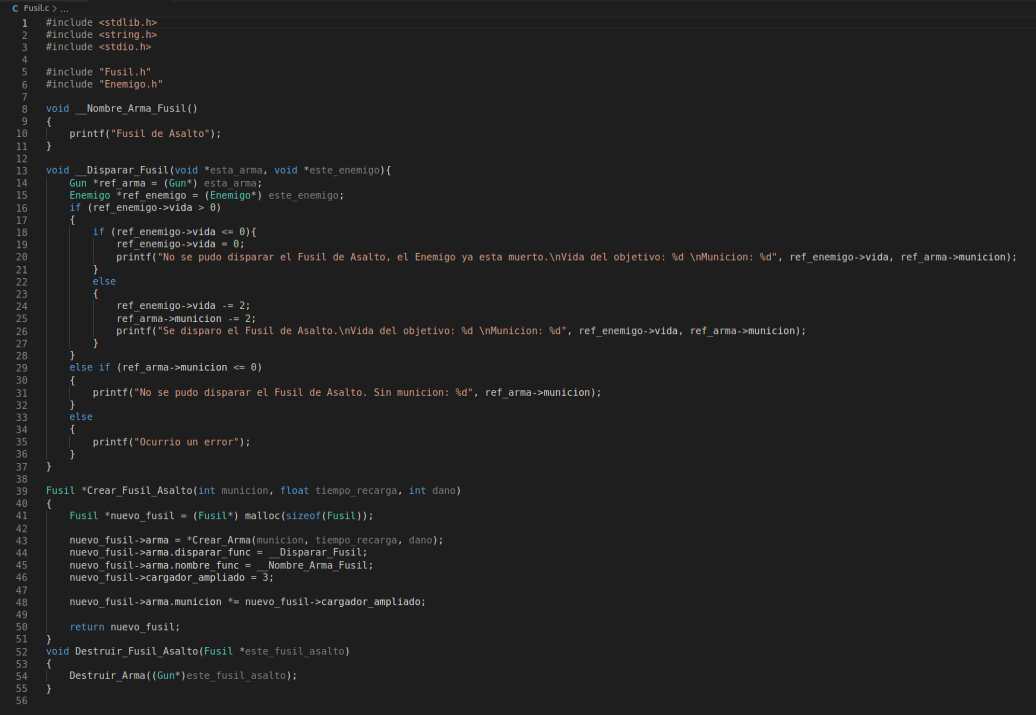 C Fusil.c > ...
1 #include <stdlib.h>
2 #include <string.h>
3 #include <stdio.h>
4
5 #include "Fusil.h"
6 #include "Enemigo.h"
7
8 void __Nombre_Arma_Fusil()
9 {
10     printf("Fusil de Asalto");
11 }
12
13 void __Disparar_Fusil(void *esta_arma, void *este_enemigo){
14     Gun *ref_arma = (Gun*) esta_arma;
15     Enemigo *ref_enemigo = (Enemigo*) este_enemigo;
16     if (ref_enemigo->vida > 0)
17     {
18         if (ref_enemigo->vida <= 0){
19             ref_enemigo->vida = 0;
20             printf("No se pudo disparar el Fusil de Asalto, el Enemigo ya esta muerto.\nVida del objetivo: %d \nMunicion: %d", ref_enemigo->vida, ref_arma->municion);
21         }
22         else
23         {
24             ref_enemigo->vida -= 2;
25             ref_arma->municion -= 2;
26             printf("Se disparo el Fusil de Asalto.\nVida del objetivo: %d \nMunicion: %d", ref_enemigo->vida, ref_arma->municion);
27         }
28     }
29     else if (ref_arma->municion <= 0)
30     {
31         printf("No se pudo disparar el Fusil de Asalto. Sin municion: %d", ref_arma->municion);
32     }
33     else
34     {
35         printf("Ocurrio un error");
36     }
37 }
38
39 Fusil *Crear_Fusil_Asalto(int municion, float tiempo_recarga, int dano)
40 {
41     Fusil *nuevo_fusil = (Fusil*) malloc(sizeof(Fusil));
42
43     nuevo_fusil->arma = *Crear_Arma(municion, tiempo_recarga, dano);
44     nuevo_fusil->arma.disparar_func = __Disparar_Fusil;
45     nuevo_fusil->arma.nombre_func = __Nombre_Arma_Fusil;
46     nuevo_fusil->cargador_ampliado = 3;
47
48     nuevo_fusil->arma.municion *= nuevo_fusil->cargador_ampliado;
49
50     return nuevo_fusil;
51 }
52 void Destruir_Fusil_Asalto(Fusil *este_fusil_asalto)
53 {
54     Destruir_Arma((Gun*)este_fusil_asalto);
55 }
56